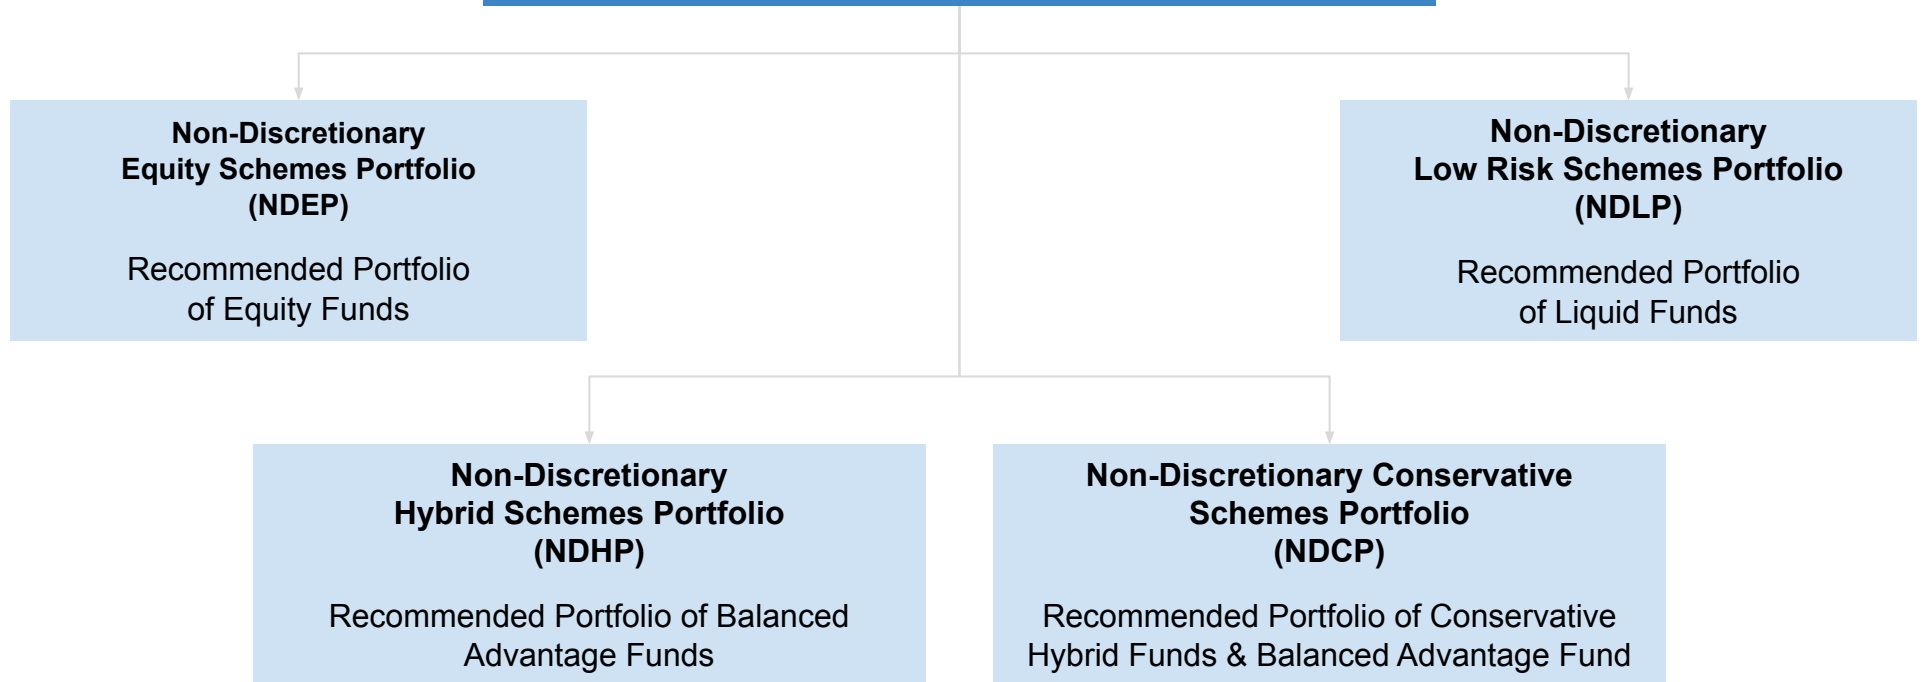 Non-Discretionary
Equity Schemes Portfolio
(NDEP)
Recommended Portfolio
of Equity Funds
Non-Discretionary
Low Risk Schemes Portfolio
(NDLP)
Recommended Portfolio
of Liquid Funds
Non-Discretionary
Hybrid Schemes Portfolio
(NDHP)
Recommended Portfolio of Balanced
Advantage Funds
Non-Discretionary Conservative
Schemes Portfolio
(NDCP)
Recommended Portfolio of Conservative
Hybrid Funds & Balanced Advantage Fund